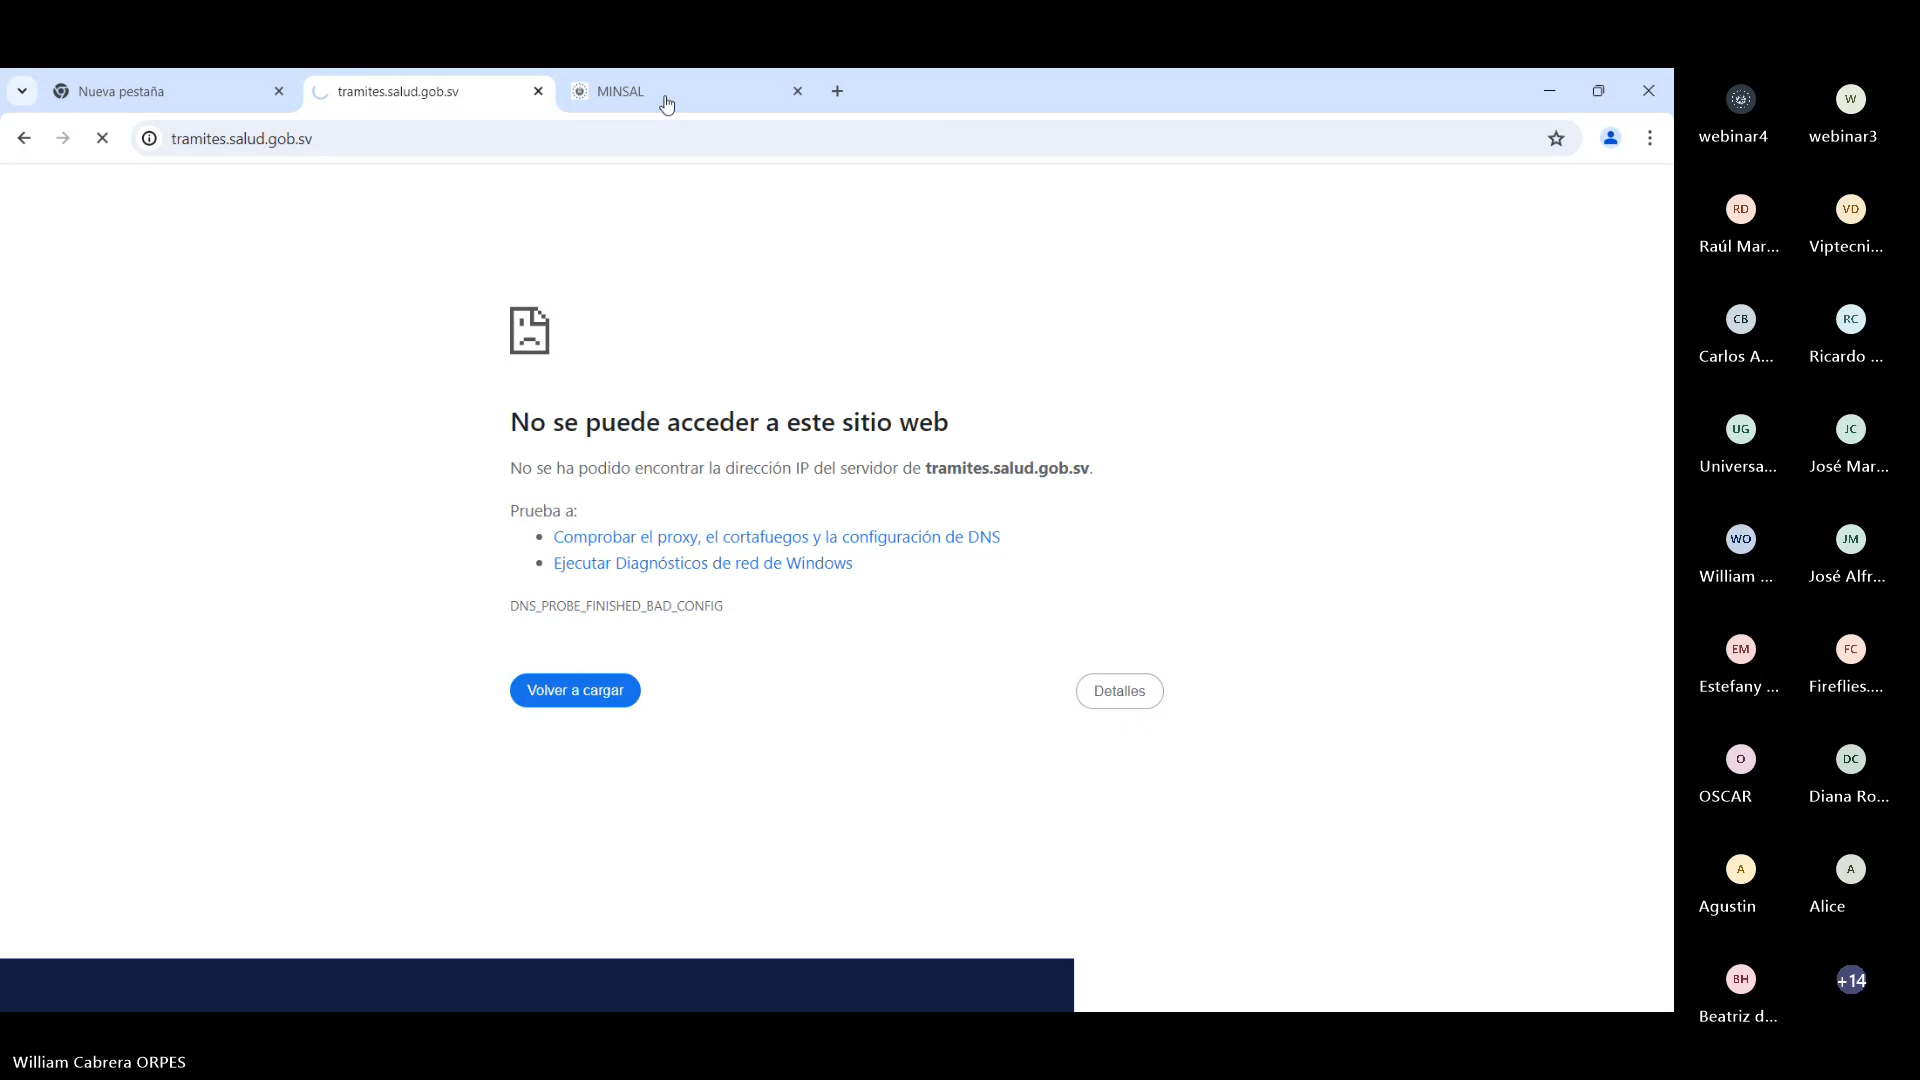 Nueva pestaña
tramites.salud.gob.sv
MINSAL
tramites.salud.gob.sv
No se puede acceder a este sitio web
No se ha podido encontrar la dirección IP del servidor de tramites.salud.gob.sv.
Prueba a:
Comprobar el proxy, el cortafuegos y la configuración de DNS
Ejecutar Diagnósticos de red de Windows
DNS_PROBE_FINISHED_BAD_CONFIG
Volver a cargar
Detalles
W
webinar4
webinar3
RD
VD
Raúl Mar...
Viptecni...
CB
RC
Carlos A...
Ricardo ...
UG
JC
Universa...
José Mar...
WO
JM
William ...
José Alfr...
EM
FC
Estefany ...
Fireflies....
O
DC
OSCAR
Diana Ro...
A
A
Agustin
Alice
BH
+14
Beatriz d...
William Cabrera ORPES